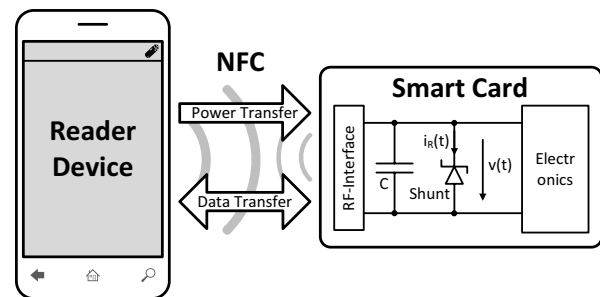 Reader
Device
NFC
Power Transfer
Data Transfer
Smart Card
RF-Interface
C
i_R(t)
Shunt
v(t)
Electr
onics